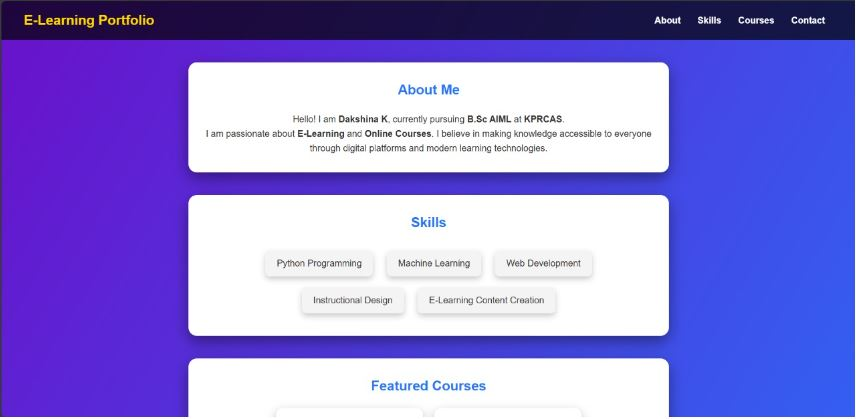 E-Learning Portfolio
About Skills Courses Contact
About Me
Hello! I am Dakshina K, currently pursuing B.Sc AIML at KPRCAS.
I am passionate about E-Learning and Online Courses. I believe in making knowledge accessible to everyone
through digital platforms and modern learning technologies.
Skills
Python Programming Machine Learning Web Development
Instructional Design E-Learning Content Creation
Featured Courses